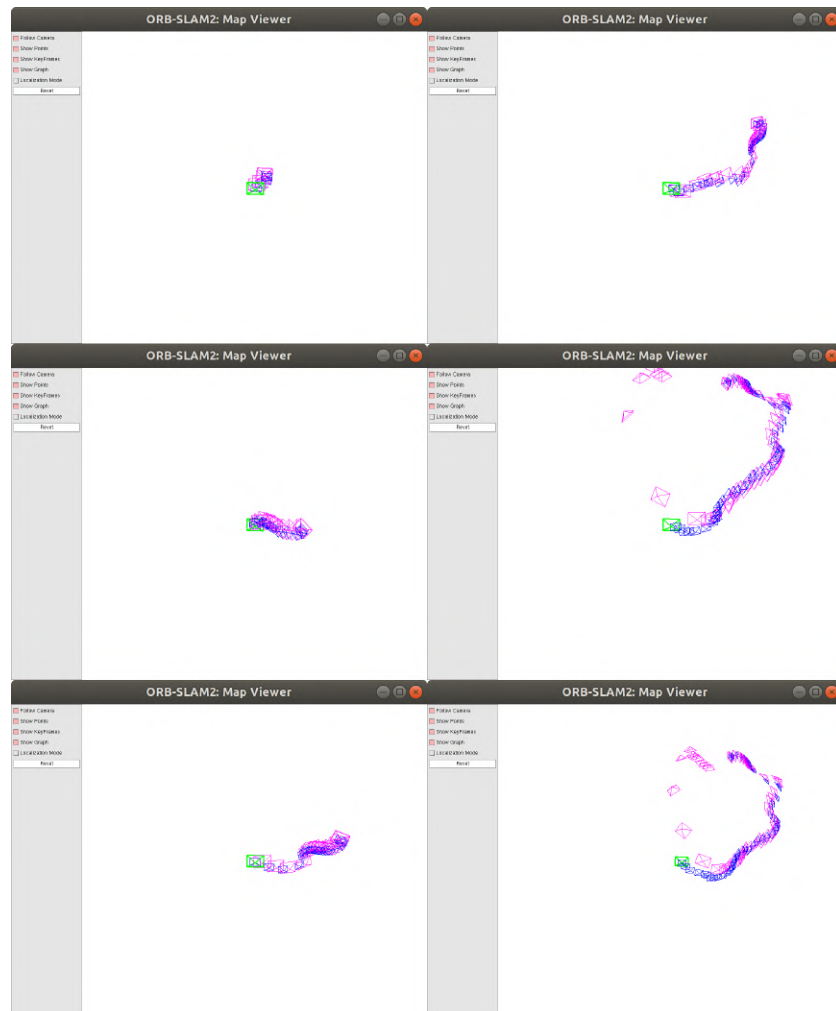 ORB-SLAM2: Map Viewer
Follow Camera
Show Points
Show KeyFrames
Show Graph
Localization Mode
Reset
ORB-SLAM2: Map Viewer
Follow Camera
Show Points
Show KeyFrames
Show Graph
Localization Mode
Reset
ORB-SLAM2: Map Viewer
Follow Camera
Show Points
Show KeyFrames
Show Graph
Localization Mode
Reset
ORB-SLAM2: Map Viewer
Follow Camera
Show Points
Show KeyFrames
Show Graph
Localization Mode
Reset
ORB-SLAM2: Map Viewer
Follow Camera
Show Points
Show KeyFrames
Show Graph
Localization Mode
Reset
ORB-SLAM2: Map Viewer
Follow Camera
Show Points
Show KeyFrames
Show Graph
Localization Mode
Reset